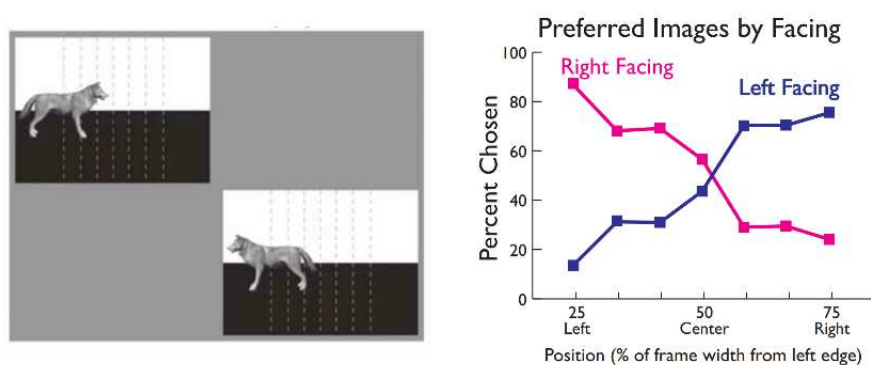 Preferred Images by Facing
100
Right Facing
Left Facing
80
60
40
20
0
Percent Chosen
25
50
75
Left
Center
Right
Position (% of frame width from left edge)